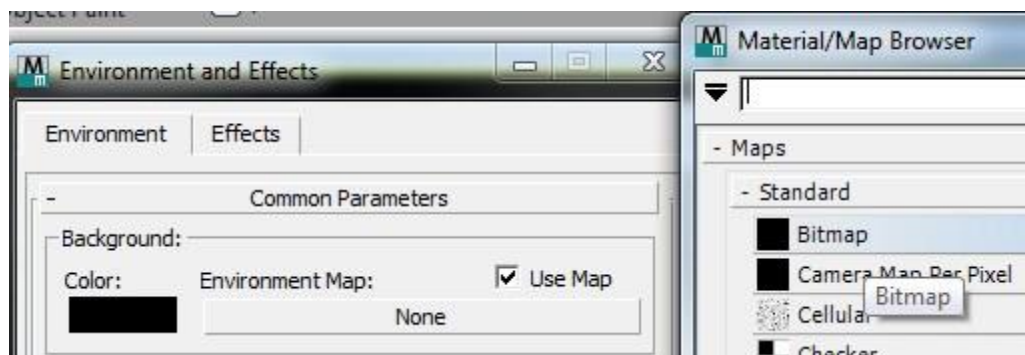 Environment and Effects
Environment
Effects
- Common Parameters
Background:
Color:
Environment Map:
Use Map
None
Material/Map Browser
- Maps
- Standard
Bitmap
Camera Map Per Pixel
Bitmap
Cellular
Checker